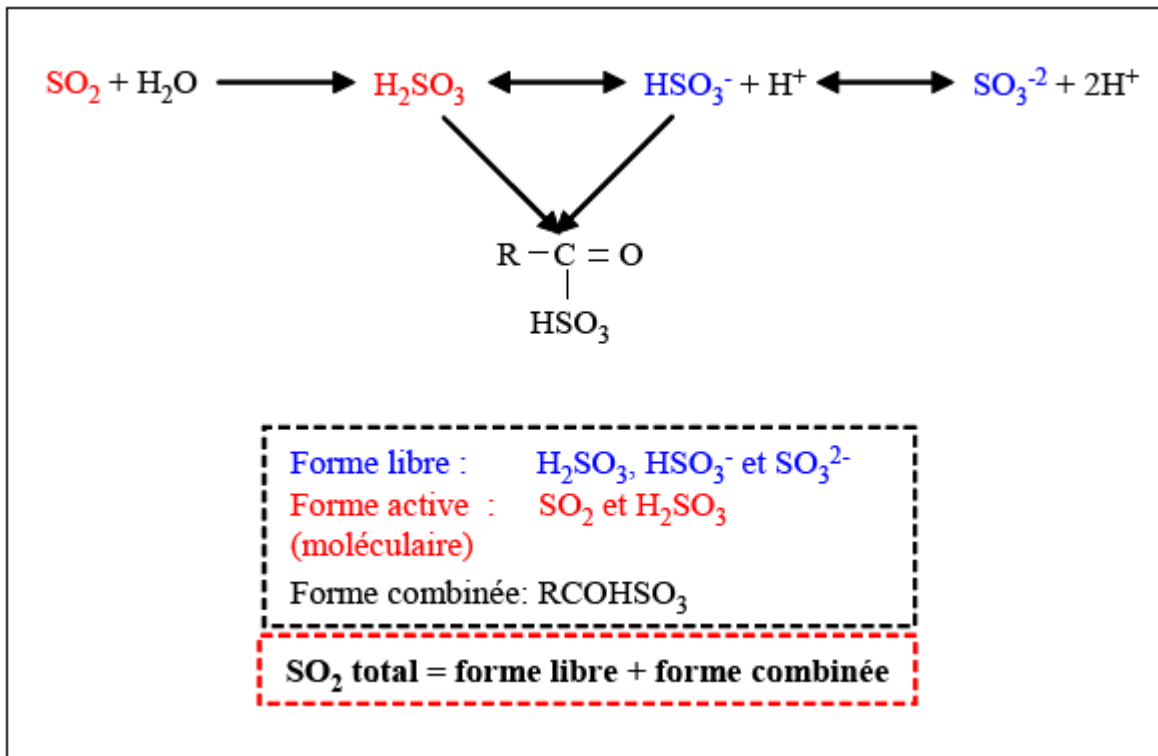 SO₂ + H₂O H₂SO₃ HSO₃⁻ + H⁺ SO₃⁻² + 2H⁺
R – C = O
HSO₃
Forme libre : H₂SO₃, HSO₃⁻ et SO₃²⁻
Forme active : SO₂ et H₂SO₃
(moléculaire)
Forme combinée: RCOHSO₃
SO₂ total = forme libre + forme combinée